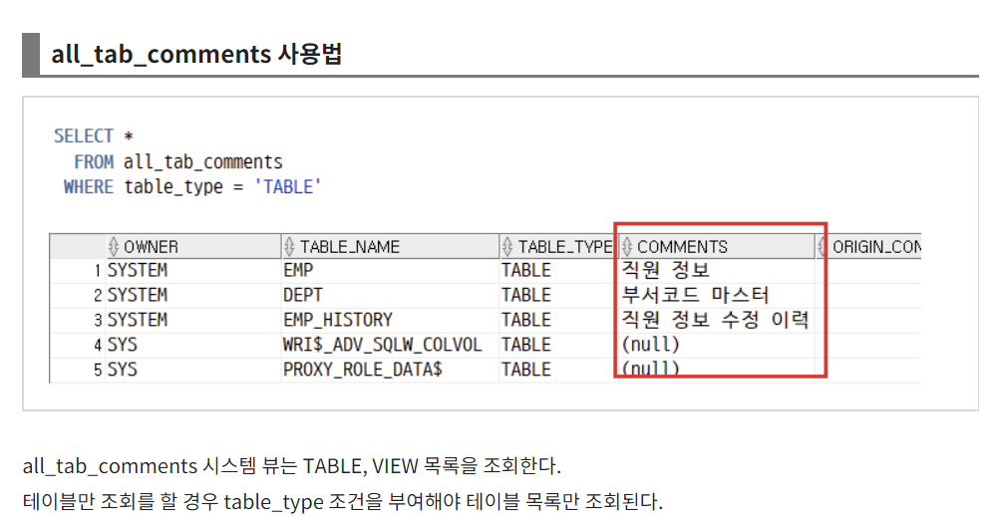 all_tab_comments 사용법
SELECT *
FROM all_tab_comments
WHERE table_type = 'TABLE'
OWNER TABLE_NAME TABLE_TYPE COMMENTS ORIGIN_CON
1 SYSTEM EMP TABLE 직원 정보
2 SYSTEM DEPT TABLE 부서코드 마스터
3 SYSTEM EMP_HISTORY TABLE 직원 정보 수정 이력
4 SYS WRI$_ADV_SQLW_COLVOL TABLE (null)
5 SYS PROXY_ROLE_DATA$ TABLE (null)
all_tab_comments 시스템 뷰는 TABLE, VIEW 목록을 조회한다.
테이블만 조회를 할 경우 table_type 조건을 부여해야 테이블 목록만 조회된다.